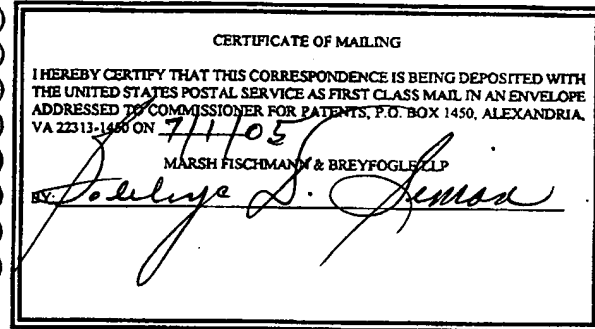 CERTIFICATE OF MAILING
I HEREBY CERTIFY THAT THIS CORRESPONDENCE IS BEING DEPOSITED WITH
THE UNITED STATES POSTAL SERVICE AS FIRST CLASS MAIL IN AN ENVELOPE
ADDRESSED TO COMMISSIONER FOR PATENTS, P.O. BOX 1450, ALEXANDRIA,
VA 22313-1450 ON 7/1/05
MARSH FISCHMANN & BREYFOGLE LLP
BY: